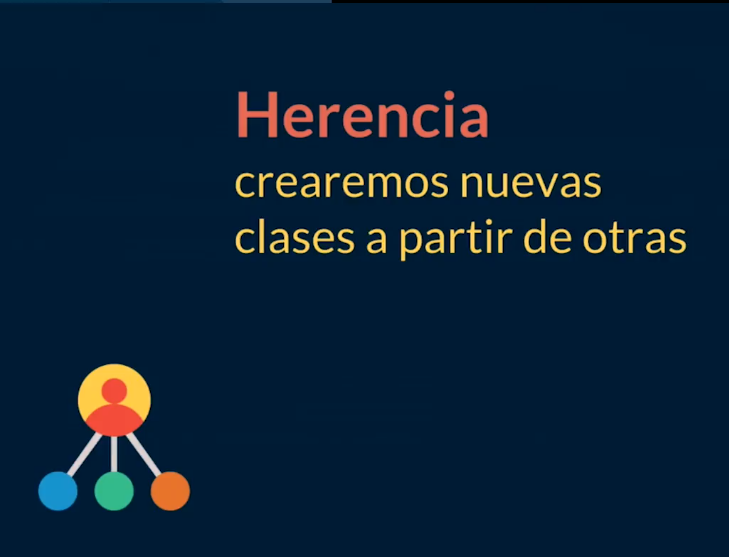 Herencia
crearemos nuevas
clases a partir de otras